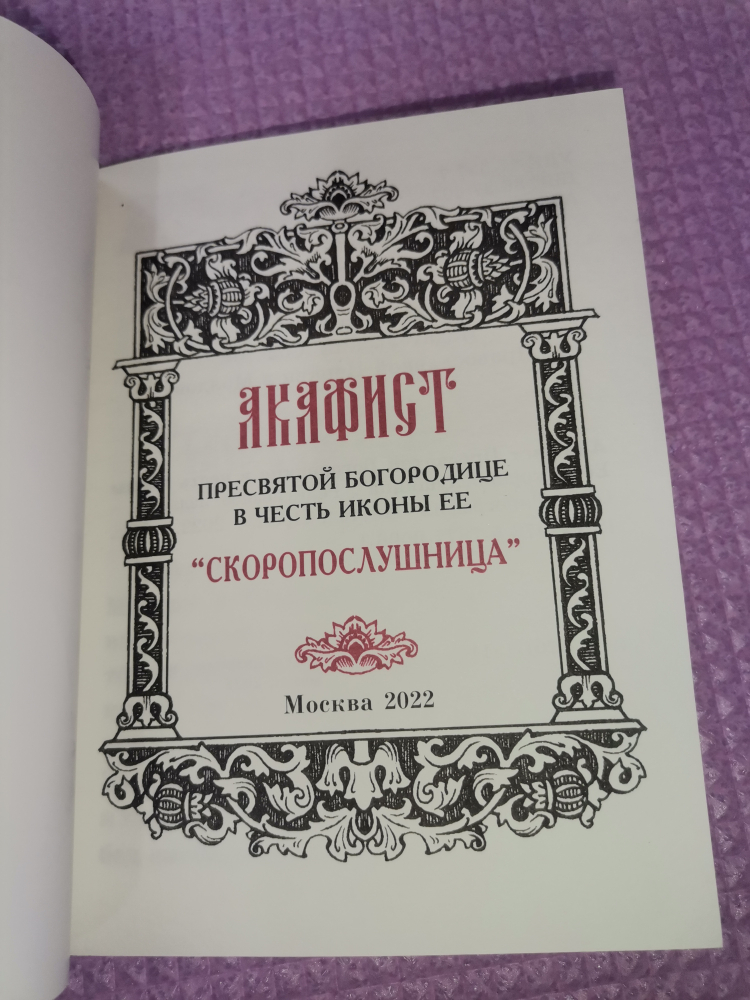 АКАФИСТ
ПРЕСВЯТОЙ БОГОРОДИЦЕ
В ЧЕСТЬ ИКОНЫ ЕЕ
“СКОРОПОСЛУШНИЦА”
Москва 2022